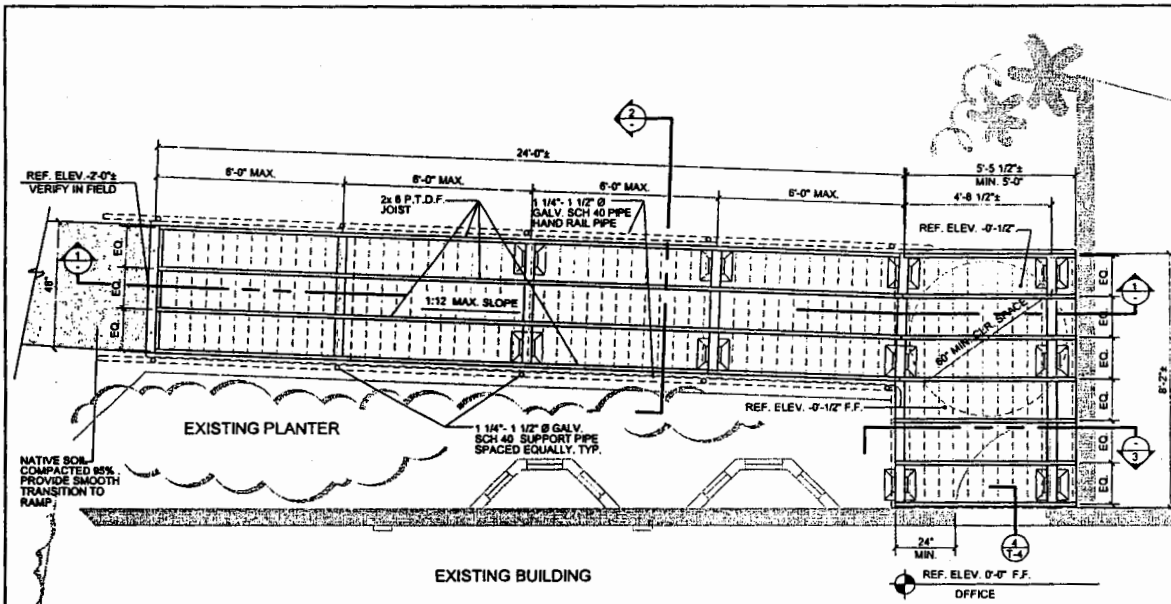 2
-
24'-0"±
5'-5 1/2"±
MIN. 5'-0"
REF. ELEV.-2'-0"±
VERIFY IN FIELD
6'-0" MAX.
6'-0" MAX.
6'-0" MAX.
6'-0" MAX.
4'-8 1/2"±
2x 6 P.T.D.F.
JOIST
1 1/4"- 1 1/2" Ø
GALV. SCH 40 PIPE
HAND RAIL PIPE
REF. ELEV. -0'-1/2"
EQ.
EQ.
EQ.
48"
1
-
1:12 MAX. SLOPE
60" MIN. CLR. SPACE
1
-
EQ.
EQ.
EQ.
EQ.
EQ.
EQ.
8'-2"±
REF. ELEV. -0'-1/2" F.F.
EXISTING PLANTER
1 1/4"- 1 1/2" Ø GALV.
SCH 40 SUPPORT PIPE
SPACED EQUALLY, TYP.
-
3
NATIVE SOIL
COMPACTED 95%.
PROVIDE SMOOTH
TRANSITION TO
RAMP
24"
MIN.
4
T-4
EXISTING BUILDING
REF. ELEV. 0'-0" F.F.
OFFICE